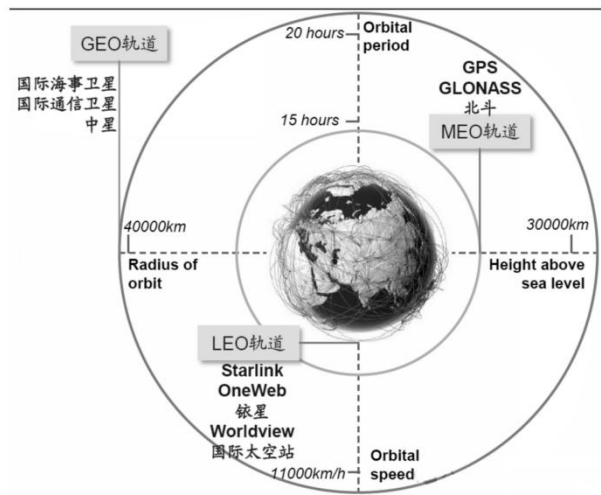 GEO轨道
国际海事卫星
国际通信卫星
中星
20 hours
Orbital
period
GPS
GLONASS
北斗
MEO轨道
15 hours
40000km
30000km
Radius of
orbit
Height above
sea level
LEO轨道
Starlink
OneWeb
铱星
Worldview
国际太空站
11000km/h
Orbital
speed